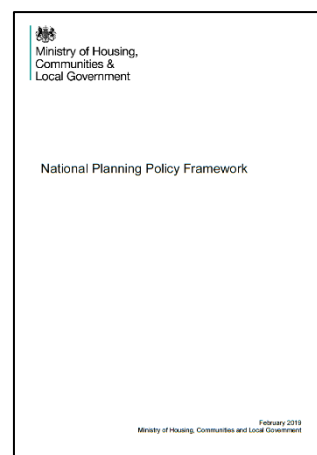 Ministry of Housing,
Communities &
Local Government
National Planning Policy Framework
February 2019
Ministry of Housing, Communities and Local Government